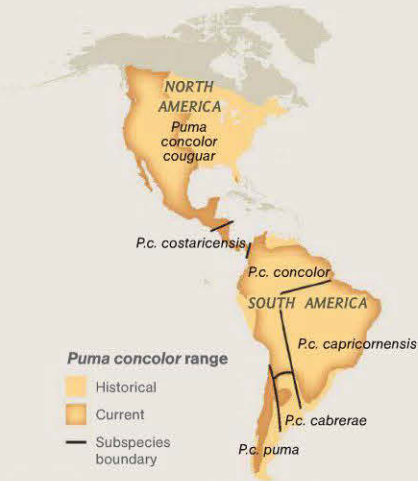 NORTH
AMERICA
Puma
concolor
couguar
P.c. costaricensis
P.c. concolor
SOUTH AMERICA
P.c. capricornensis
P.c. cabrerae
P.c. puma
Puma concolor range
Historical
Current
Subspecies
boundary